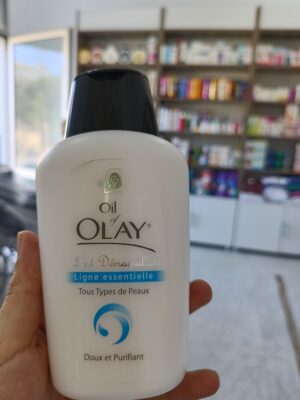 Oil
of
OLAY®
Lait Démaquillant
Ligne essentielle
Tous Types de Peaux
Doux et Purifiant